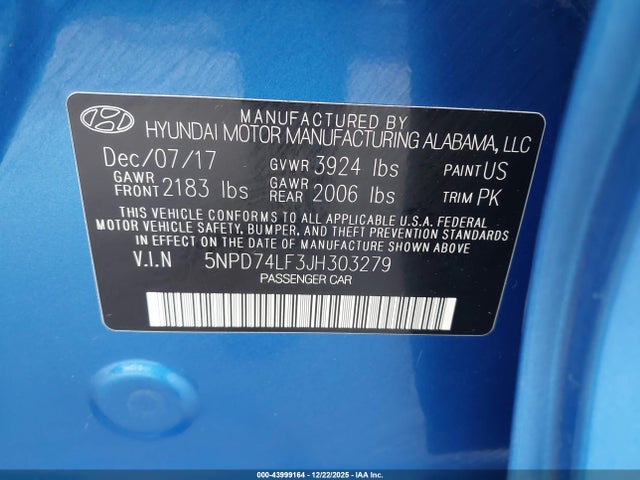 MANUFACTURED BY
HYUNDAI MOTOR MANUFACTURING ALABAMA, LLC
Dec/07/17 GVWR 3924 lbs PAINT US
GAWR FRONT 2183 lbs GAWR REAR 2006 lbs TRIM PK
THIS VEHICLE CONFORMS TO ALL APPLICABLE U.S.A. FEDERAL
MOTOR VEHICLE SAFETY, BUMPER, AND THEFT PREVENTION STANDARDS
IN EFFECT ON THE DATE OF MANUFACTURE SHOWN ABOVE.
V.I.N 5NPD74LF3JH303279
PASSENGER CAR
000-43999164 - 12/22/2025 - IAA Inc.